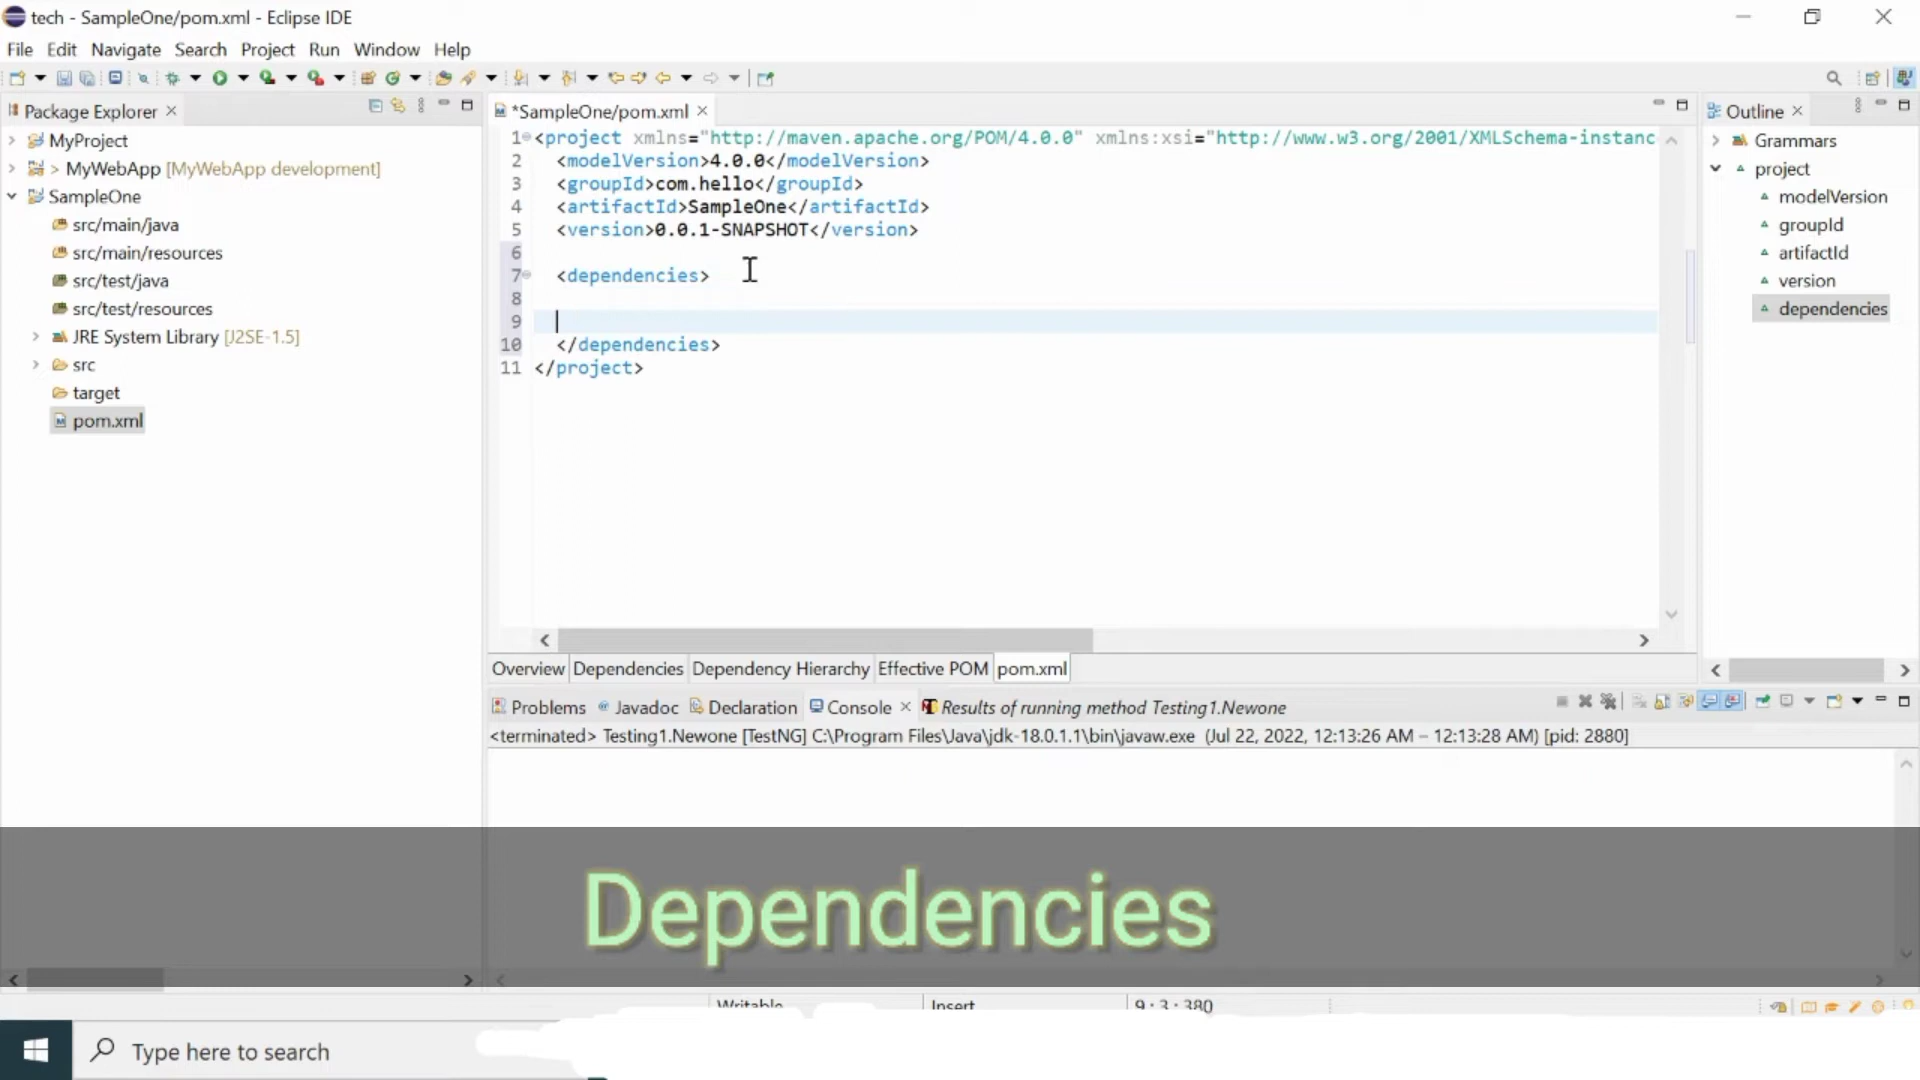 tech - SampleOne/pom.xml - Eclipse IDE
File Edit Navigate Search Project Run Window Help
Package Explorer
MyProject
> MyWebApp [MyWebApp development]
SampleOne
src/main/java
src/main/resources
src/test/java
src/test/resources
JRE System Library [J2SE-1.5]
src
target
pom.xml
*SampleOne/pom.xml
1 <project xmlns="http://maven.apache.org/POM/4.0.0" xmlns:xsi="http://www.w3.org/2001/XMLSchema-instanc
2 <modelVersion>4.0.0</modelVersion>
3 <groupId>com.hello</groupId>
4 <artifactId>SampleOne</artifactId>
5 <version>0.0.1-SNAPSHOT</version>
6
7 <dependencies>
8
9
10 </dependencies>
11 </project>
Overview Dependencies Dependency Hierarchy Effective POM pom.xml
Outline
Grammars
project
modelVersion
groupId
artifactId
version
dependencies
Problems Javadoc Declaration Console Results of running method Testing1.Newone
<terminated> Testing1.Newone [TestNG] C:\Program Files\Java\jdk-18.0.1.1\bin\javaw.exe (Jul 22, 2022, 12:13:26 AM – 12:13:28 AM) [pid: 2880]
Dependencies
Writable Insert 9 : 3 : 380
Type here to search